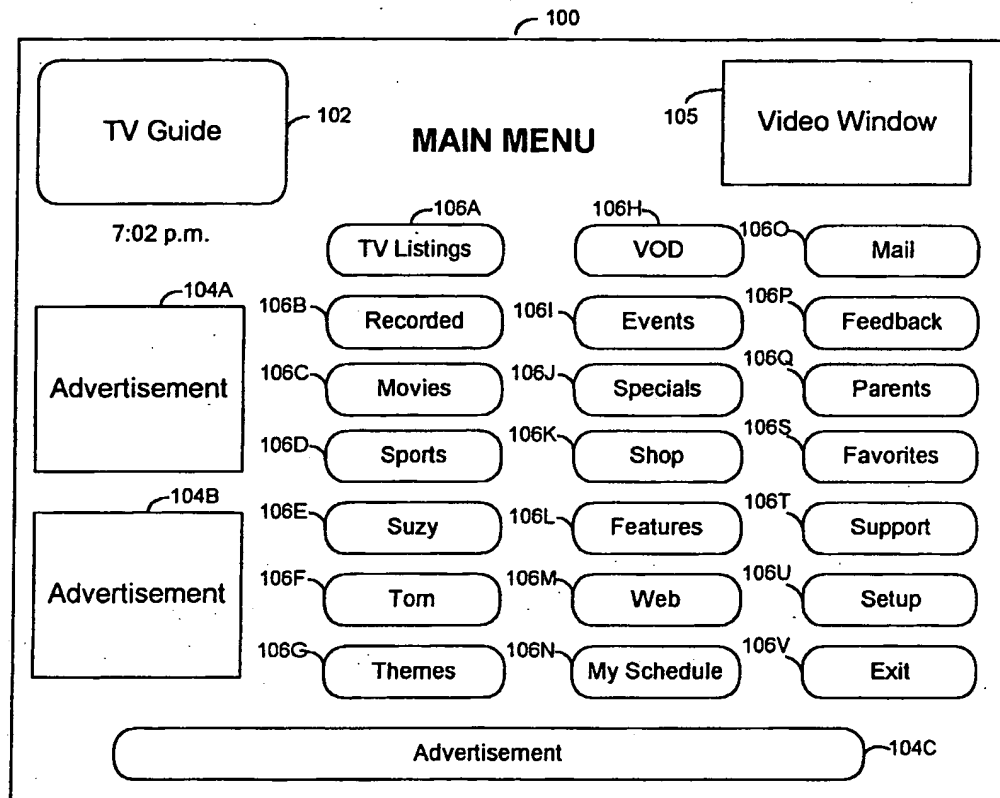 100
TV Guide
102
MAIN MENU
105
Video Window
7:02 p.m.
106A
TV Listings
106H
VOD
106O
Mail
104A
Advertisement
106B
Recorded
106I
Events
106P
Feedback
106C
Movies
106J
Specials
106Q
Parents
106D
Sports
106K
Shop
106S
Favorites
104B
Advertisement
106E
Suzy
106L
Features
106T
Support
106F
Tom
106M
Web
106U
Setup
106G
Themes
106N
My Schedule
106V
Exit
Advertisement
104C